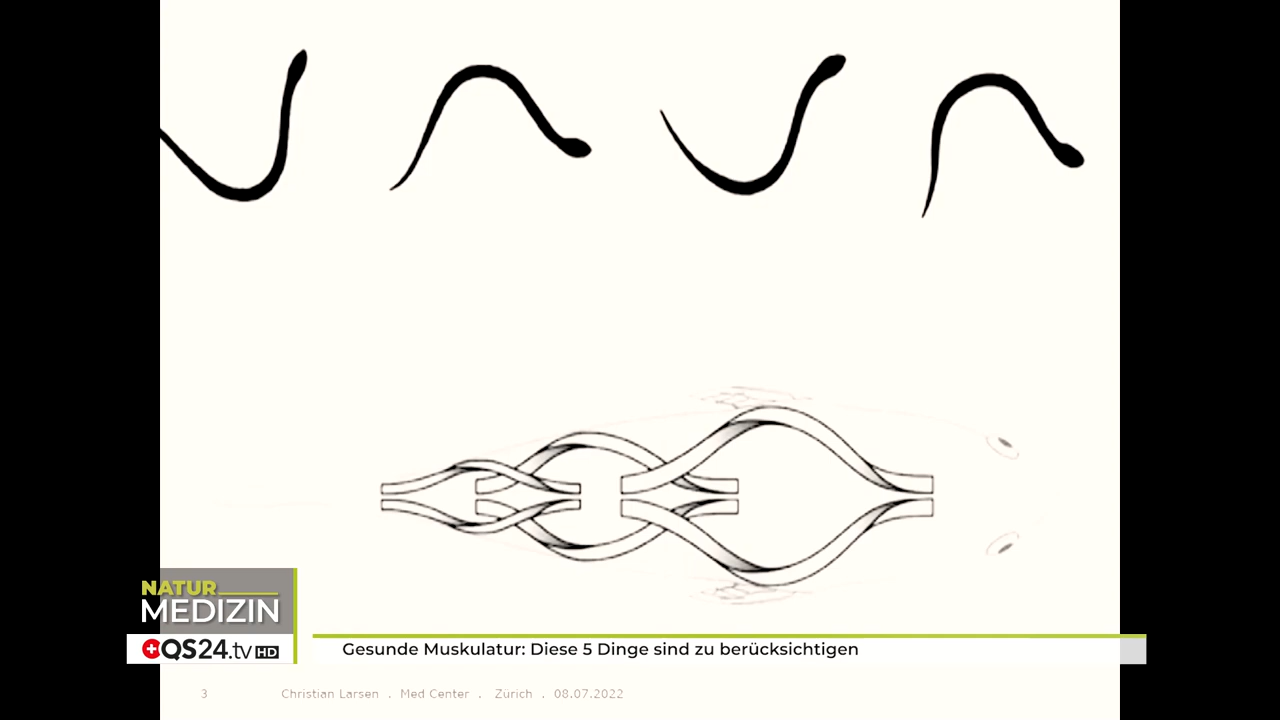 NATUR
MEDIZIN
QS24.tv HD
Gesunde Muskulatur: Diese 5 Dinge sind zu berücksichtigen
3 Christian Larsen . Med Center . Zürich . 08.07.2022